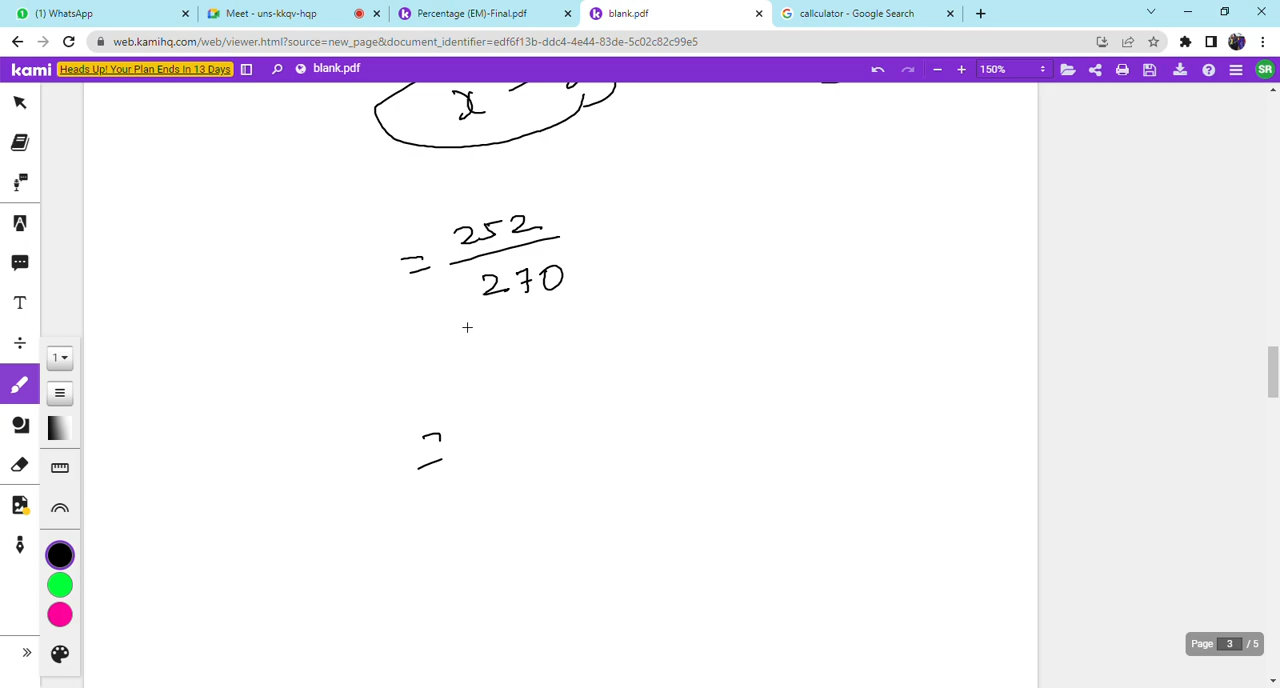 (1) WhatsApp
Meet - uns-kkqv-hqp
Percentage (EM)-Final.pdf
blank.pdf
callculator - Google Search
web.kamihq.com/web/viewer.html?source=new_page&document_identifier=edf6f13b-ddc4-4e44-83de-5c02c82c99e5
kami Heads Up! Your Plan Ends In 13 Days blank.pdf 150% SR
x
= 252
270
1
=
Page 3 / 5